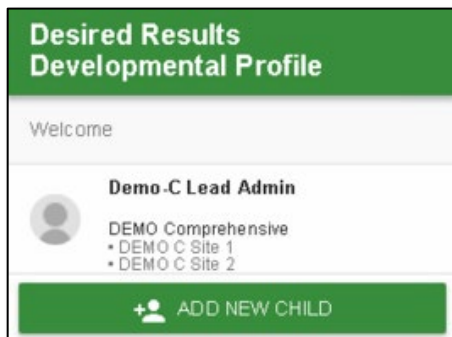 Desired Results
Developmental Profile
Welcome
Demo-C Lead Admin
DEMO Comprehensive
• DEMO C Site 1
• DEMO C Site 2
ADD NEW CHILD